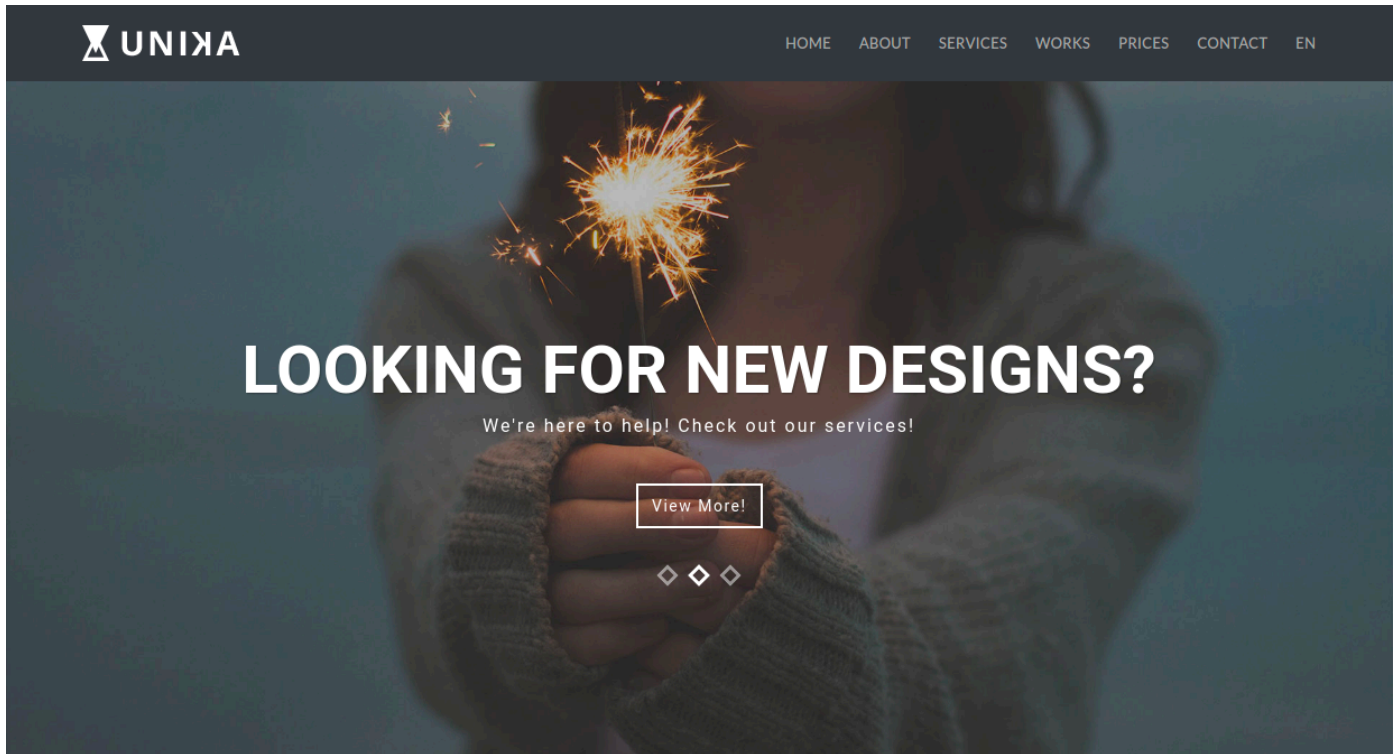 UNIKA
HOME ABOUT SERVICES WORKS PRICES CONTACT EN
LOOKING FOR NEW DESIGNS?
We're here to help! Check out our services!
View More!